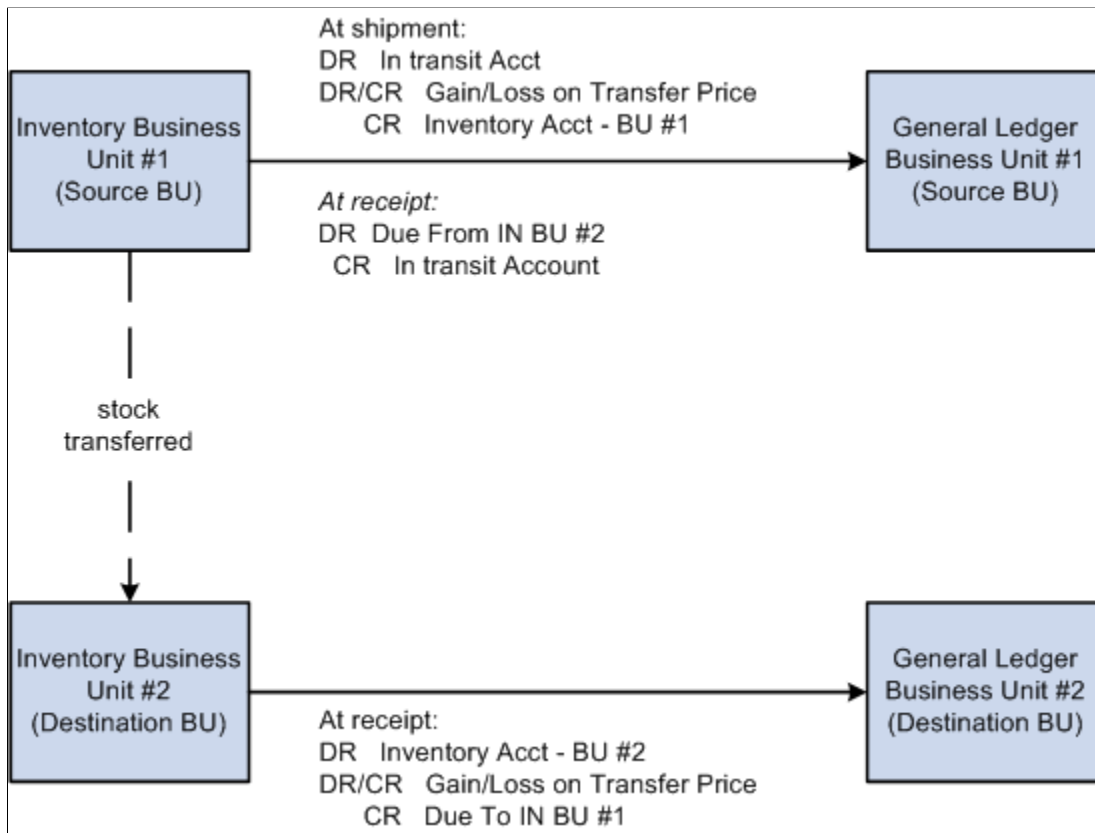 At shipment:
DR In transit Acct
DR/CR Gain/Loss on Transfer Price
CR Inventory Acct - BU #1
Inventory Business
Unit #1
(Source BU)
General Ledger
Business Unit #1
(Source BU)
At receipt:
DR Due From IN BU #2
CR In transit Account
stock
transferred
Inventory Business
Unit #2
(Destination BU)
General Ledger
Business Unit #2
(Destination BU)
At receipt:
DR Inventory Acct - BU #2
DR/CR Gain/Loss on Transfer Price
CR Due To IN BU #1